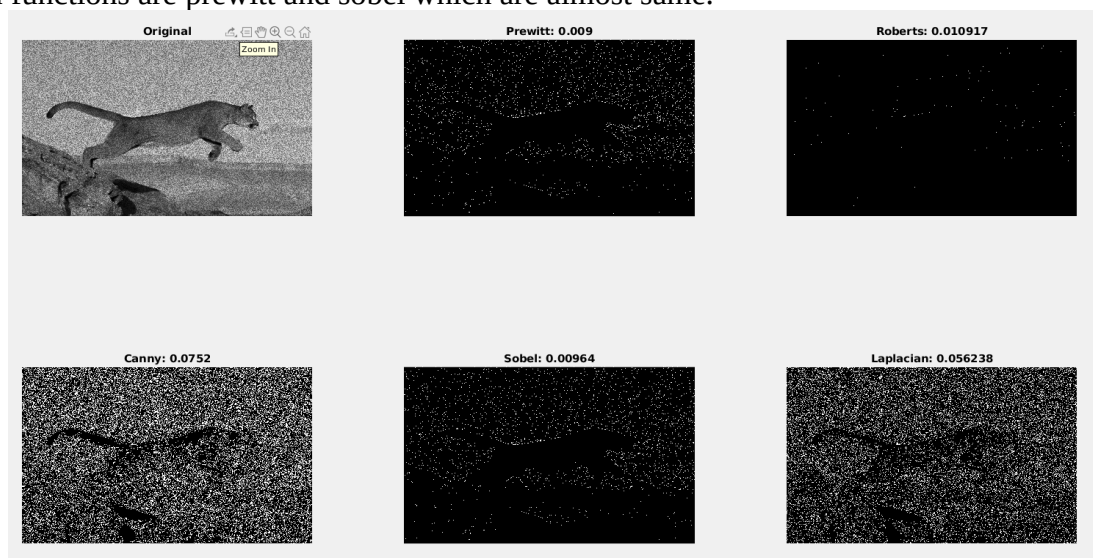 functions are prewitt and sobel which are almost same.
Original
Zoom In
Prewitt: 0.009
Roberts: 0.010917
Canny: 0.0752
Sobel: 0.00964
Laplacian: 0.056238